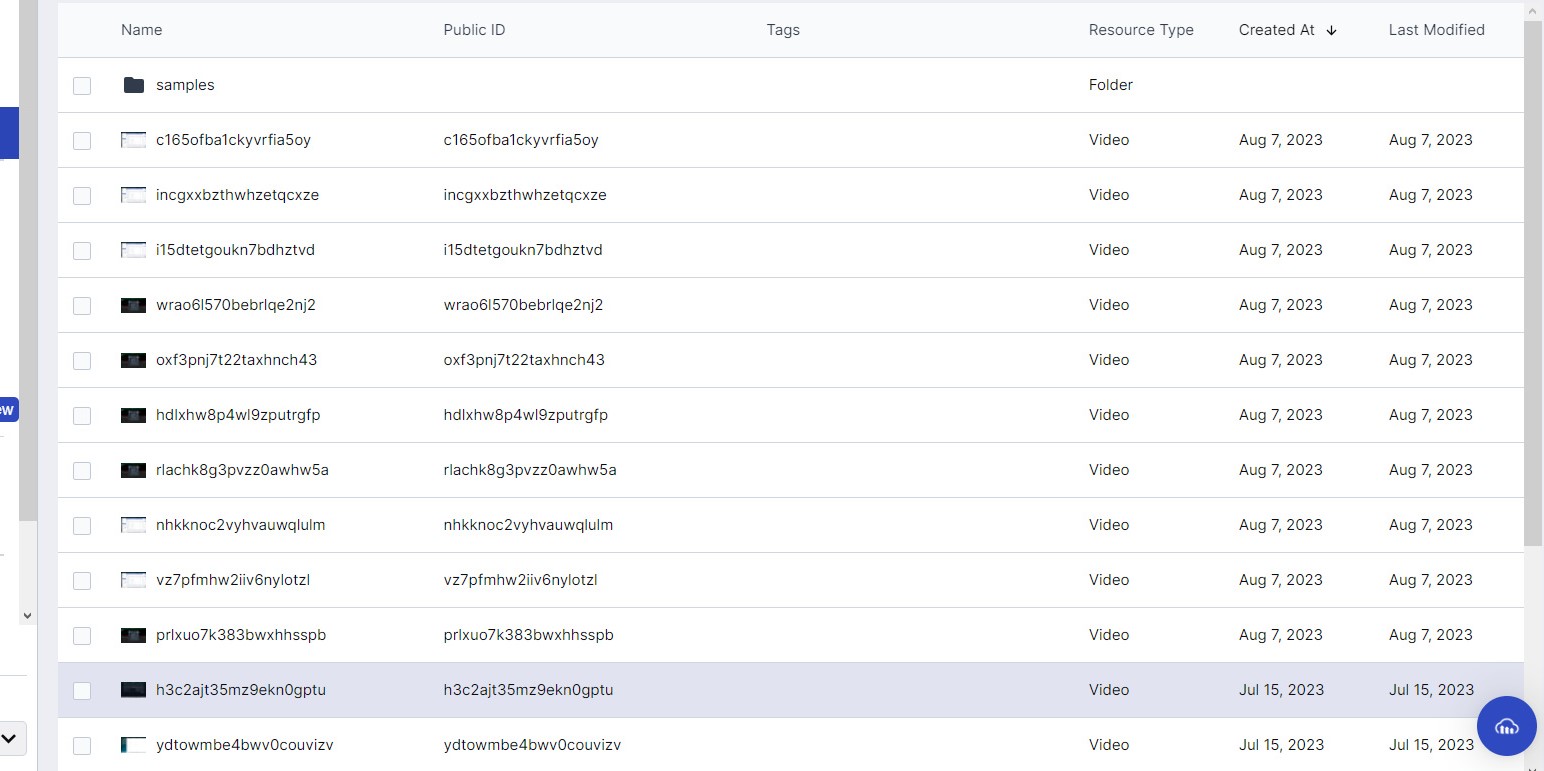 Name Public ID Tags Resource Type Created At Last Modified
samples Folder
c165ofba1ckyvrfia5oy c165ofba1ckyvrfia5oy Video Aug 7, 2023 Aug 7, 2023
incgxxbzthwhzetqcxze incgxxbzthwhzetqcxze Video Aug 7, 2023 Aug 7, 2023
i15dtetgoukn7bdhztvd i15dtetgoukn7bdhztvd Video Aug 7, 2023 Aug 7, 2023
wrao6l570bebrlqe2nj2 wrao6l570bebrlqe2nj2 Video Aug 7, 2023 Aug 7, 2023
oxf3pnj7t22taxhnch43 oxf3pnj7t22taxhnch43 Video Aug 7, 2023 Aug 7, 2023
ew
hdlxhw8p4wl9zputrgfp hdlxhw8p4wl9zputrgfp Video Aug 7, 2023 Aug 7, 2023
rlachk8g3pvzz0awhw5a rlachk8g3pvzz0awhw5a Video Aug 7, 2023 Aug 7, 2023
nhkknoc2vyhvauwqlulm nhkknoc2vyhvauwqlulm Video Aug 7, 2023 Aug 7, 2023
vz7pfmhw2iiv6nylotzl vz7pfmhw2iiv6nylotzl Video Aug 7, 2023 Aug 7, 2023
prlxuo7k383bwxhhsspb prlxuo7k383bwxhhsspb Video Aug 7, 2023 Aug 7, 2023
h3c2ajt35mz9ekn0gptu h3c2ajt35mz9ekn0gptu Video Jul 15, 2023 Jul 15, 2023
ydtowmbe4bwv0couvizv ydtowmbe4bwv0couvizv Video Jul 15, 2023 Jul 15, 2023